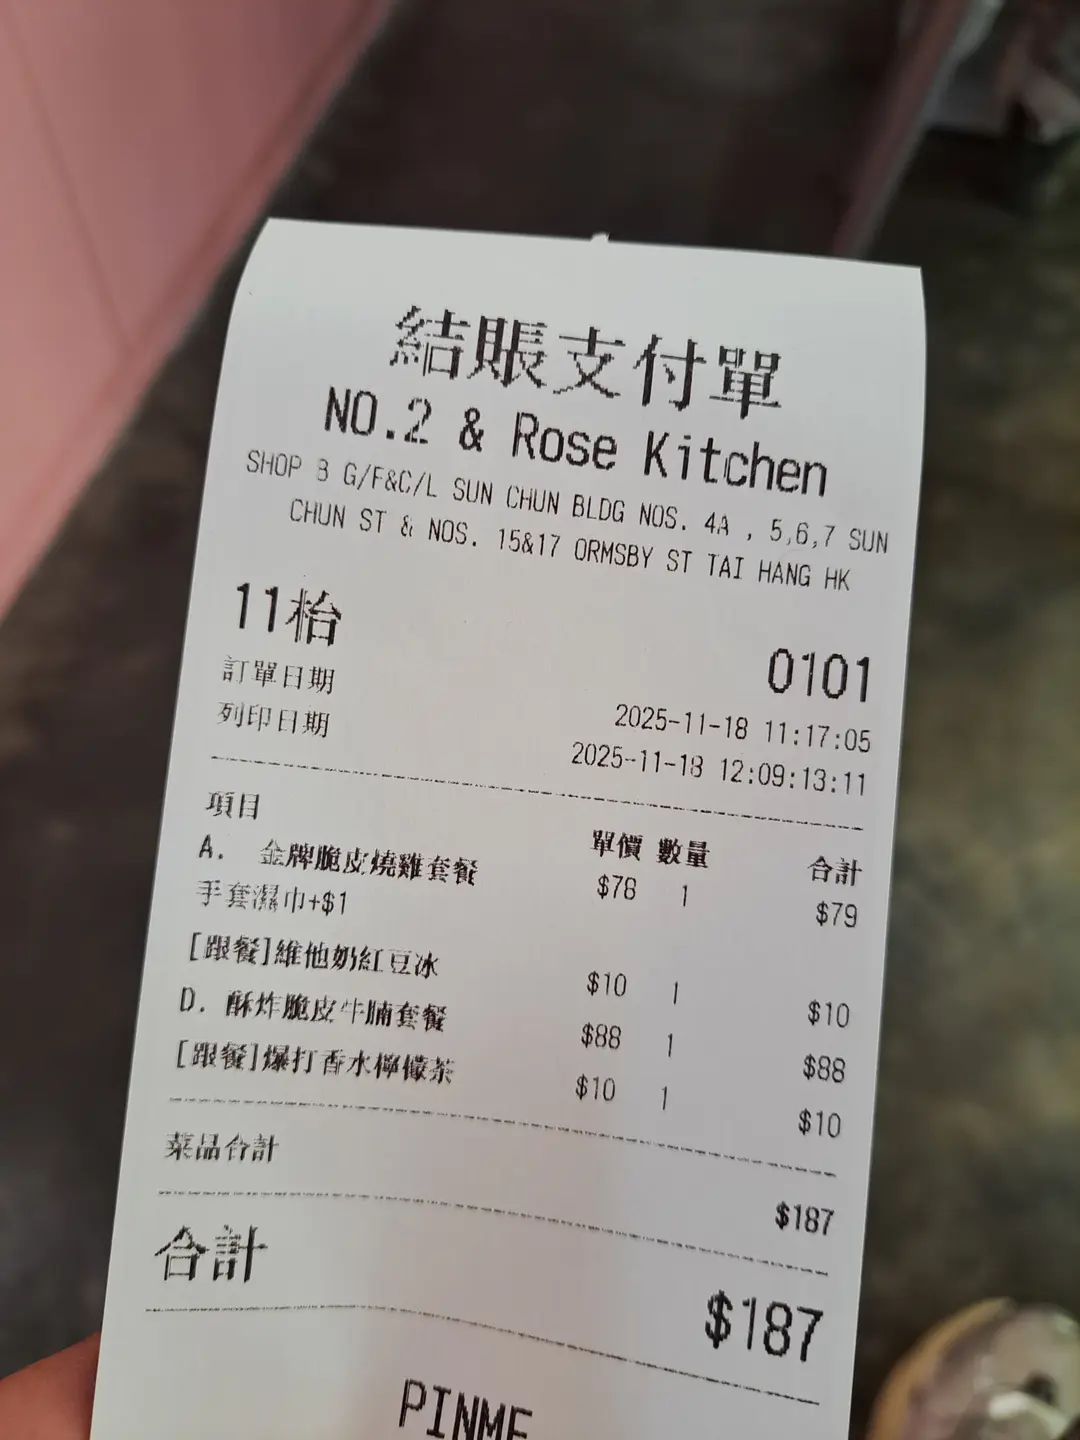 結賬支付單
NO.2 & Rose Kitchen
SHOP B G/F&C/L SUN CHUN BLDG NOS. 4A , 5,6,7 SUN
CHUN ST & NOS. 15&17 ORMSBY ST TAI HANG HK
11枱 0101
訂單日期 2025-11-18 11:17:05
列印日期 2025-11-18 12:09:13:11
項目 單價 數量 合計
A. 金牌脆皮燒雞套餐 $78 1 $79
手套濕巾+$1
[跟餐]維他奶紅豆冰 $10 1 $10
D. 酥炸脆皮牛腩套餐 $88 1 $88
[跟餐]爆打香水檸檬茶 $10 1 $10
菜品合計 $187
合計 $187
PINME